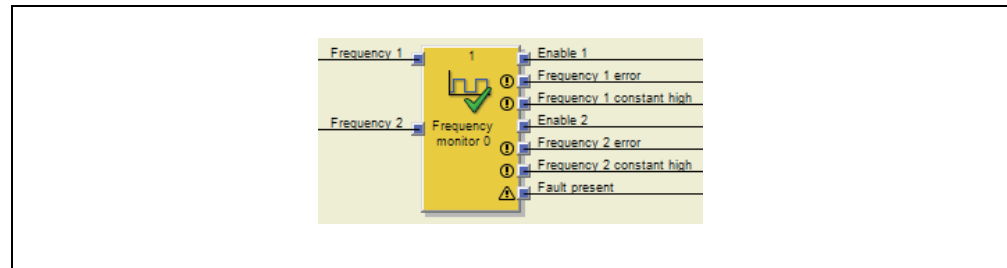 Frequency 1
Frequency 2
1
Frequency
monitor 0
Enable 1
Frequency 1 error
Frequency 1 constant high
Enable 2
Frequency 2 error
Frequency 2 constant high
Fault present